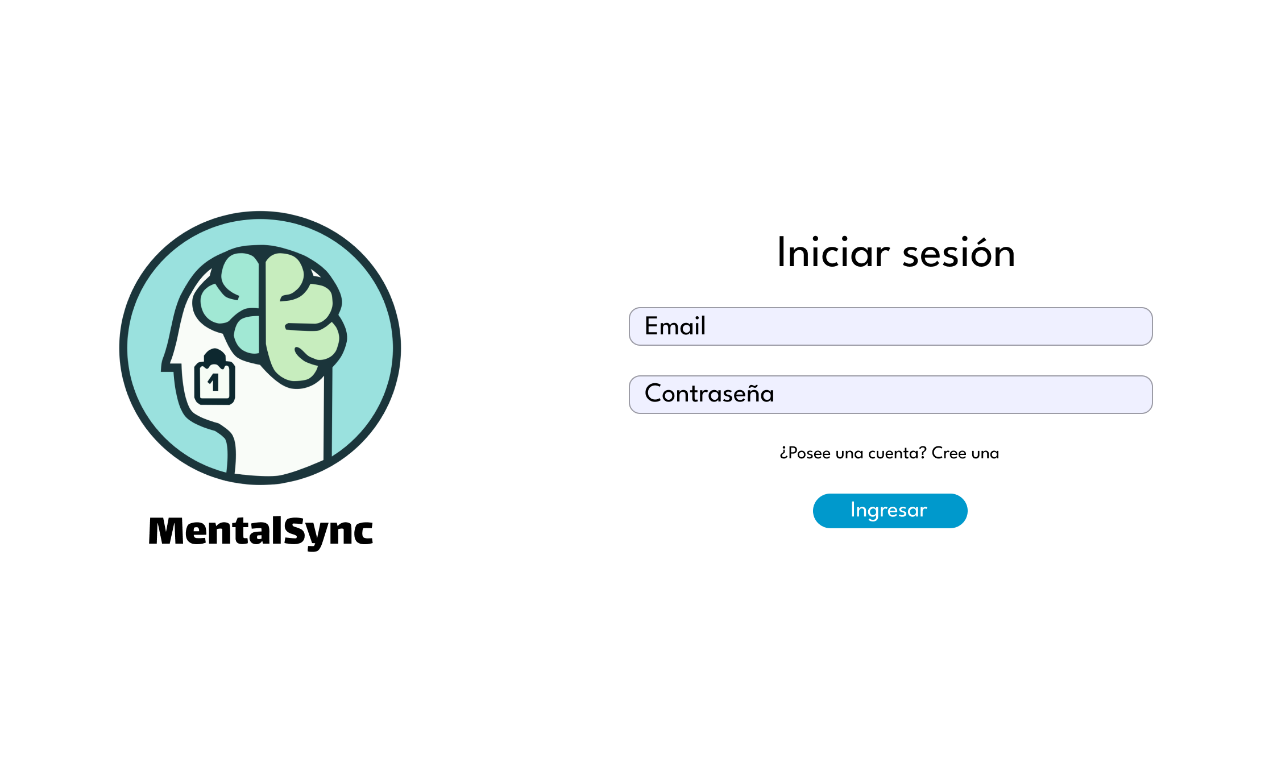 Iniciar sesión
Email
1
Contraseña
¿Posee una cuenta? Cree una
Ingresar
MentalSync